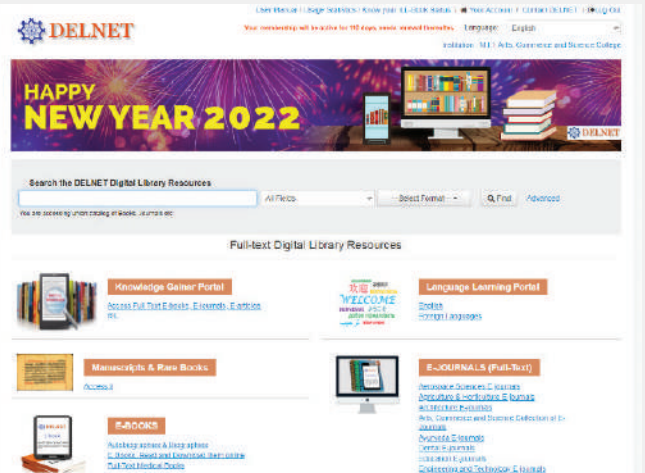 User Manual | Usage Statistics | Know your ILL-Book Status | Your Account | Contact DELNET | Log Out
DELNET
Your membership will be active for 110 days, needs renewal thereafter.
Language: English
Institution : MIT Arts, Commerce and Science College
HAPPY
NEW YEAR 2022
DELNET
Search the DELNET Digital Library Resources
All Fields
--Select Format--
Find
Advanced
You are accessing union catalog of Books, Journals etc
Full-text Digital Library Resources
Knowledge Gainer Portal
Access Full Text E-books, E-journals, E-articles
etc.
欢迎
WELCOME
Language Learning Portal
English
Foreign Languages
Manuscripts & Rare Books
Access it
E-JOURNALS (Full-Text)
Aerospace Sciences E-journals
Agriculture & Horticulture E-journals
Architecture E-journals
Arts, Commerce and Science Collection of E-
Journals
Ayurveda E-journals
Dental E-journals
Education E-journals
Engineering and Technology E-journals
DELNET
E-BOOKS
Autobiographies & Biographies
E-Books: Read and Download them online
Full-Text Medical Books